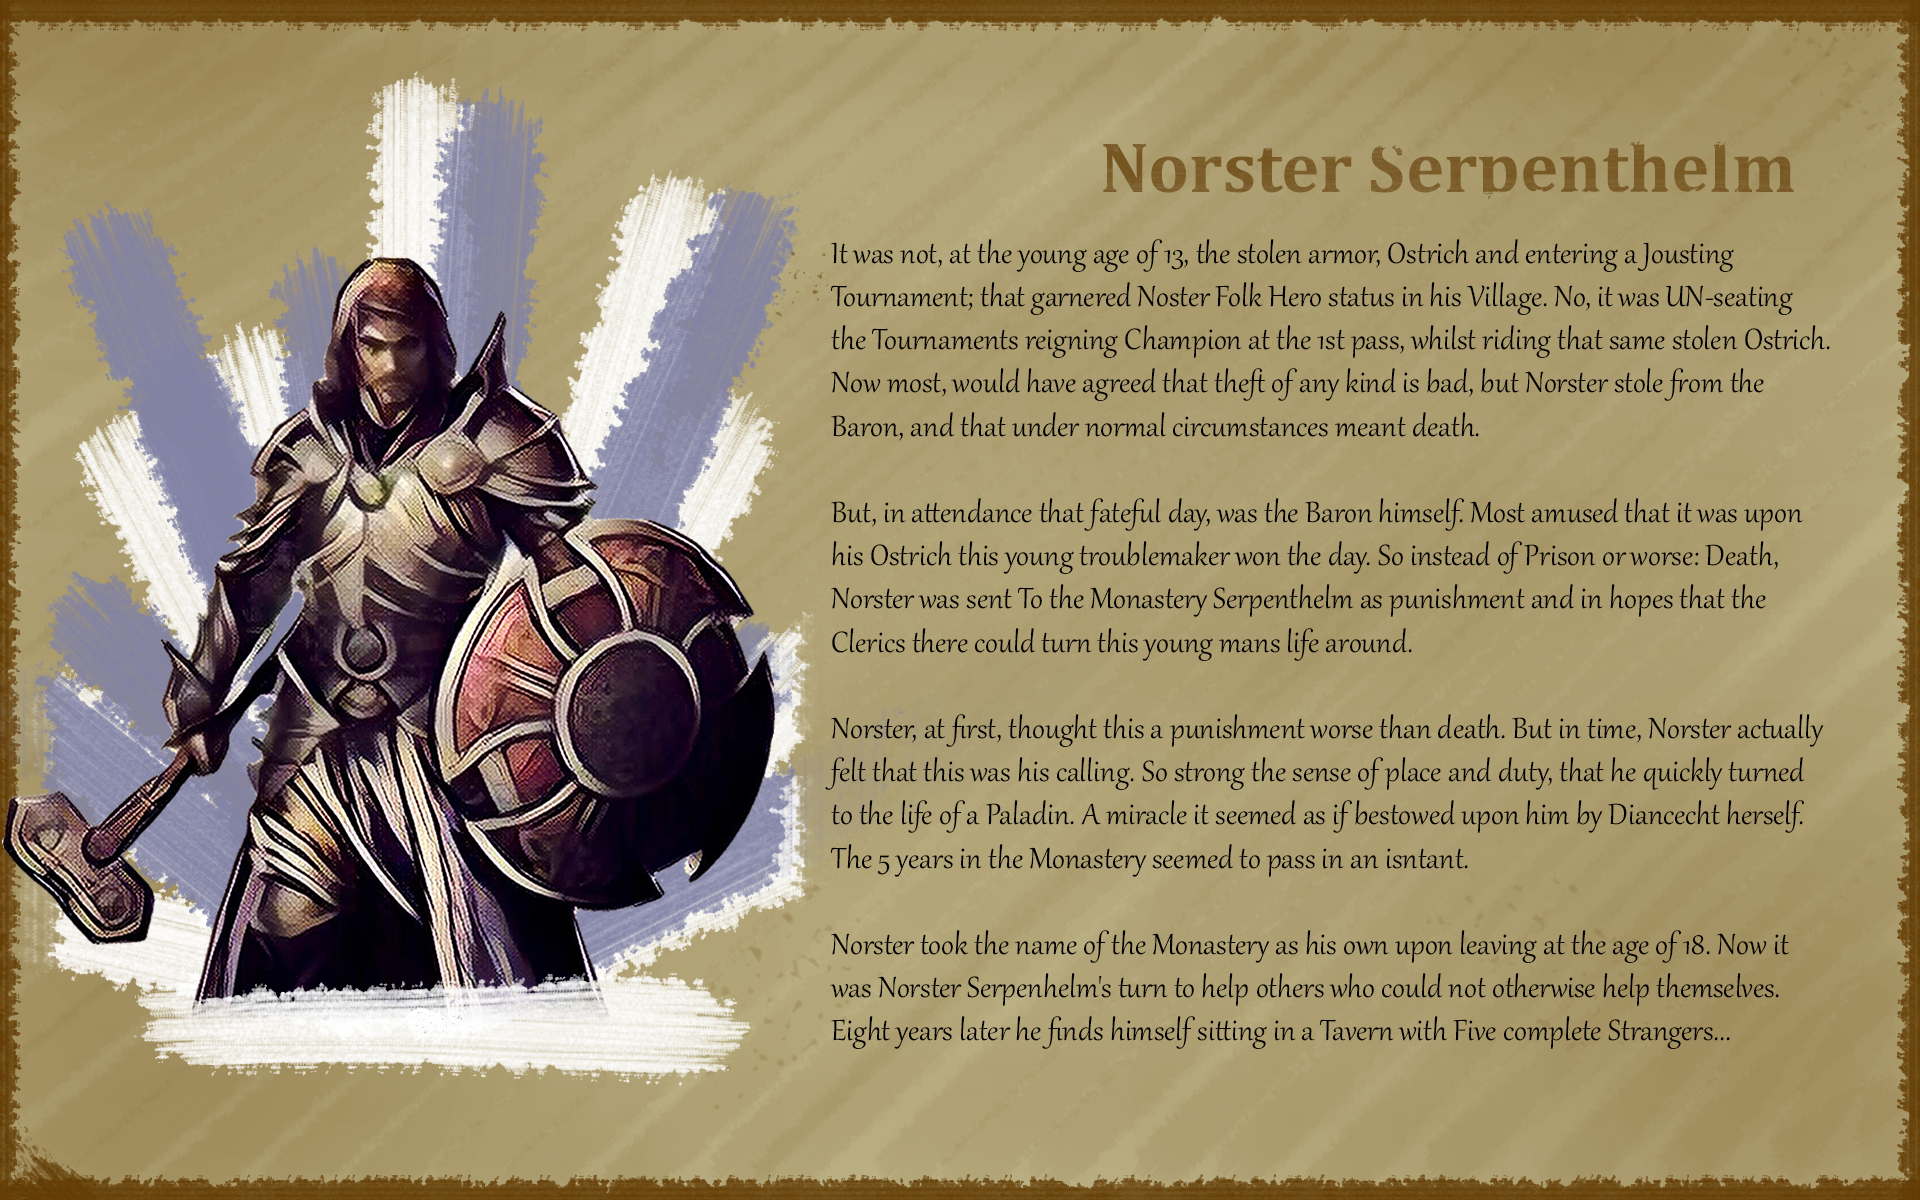 Norster Serpenthelm
It was not, at the young age of 13, the stolen armor, Ostrich and entering a Jousting
Tournament; that garnered Noster Folk Hero status in his Village. No, it was UN-seating
the Tournaments reigning Champion at the 1st pass, whilst riding that same stolen Ostrich.
Now most, would have agreed that theft of any kind is bad, but Norster stole from the
Baron, and that under normal circumstances meant death.
But, in attendance that fateful day, was the Baron himself. Most amused that it was upon
his Ostrich this young troublemaker won the day. So instead of Prison or worse: Death,
Norster was sent To the Monastery Serpenthelm as punishment and in hopes that the
Clerics there could turn this young mans life around.
Norster, at first, thought this a punishment worse than death. But in time, Norster actually
felt that this was his calling. So strong the sense of place and duty, that he quickly turned
to the life of a Paladin. A miracle it seemed as if bestowed upon him by Diancecht herself.
The 5 years in the Monastery seemed to pass in an isntant.
Norster took the name of the Monastery as his own upon leaving at the age of 18. Now it
was Norster Serpenhelm's turn to help others who could not otherwise help themselves.
Eight years later he finds himself sitting in a Tavern with Five complete Strangers...